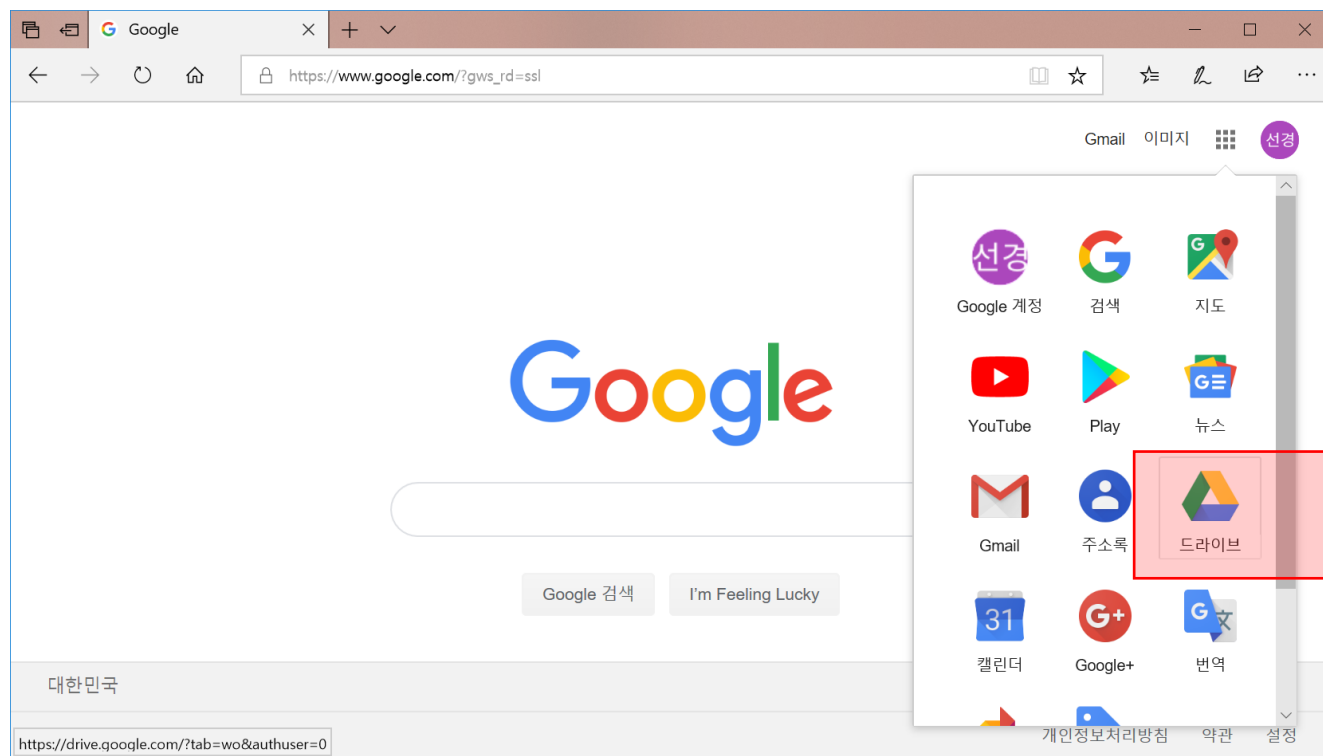 Google
https://www.google.com/?gws_rd=ssl
Gmail 이미지 선경
선경
Google 계정 검색 지도
G
YouTube Play 뉴스
G
Gmail 주소록 드라이브
31 G+ G 文
캘린더 Google+ 번역
Google
Google 검색 I'm Feeling Lucky
대한민국
개인정보처리방침 약관 설정
https://drive.google.com/?tab=wo&authuser=0